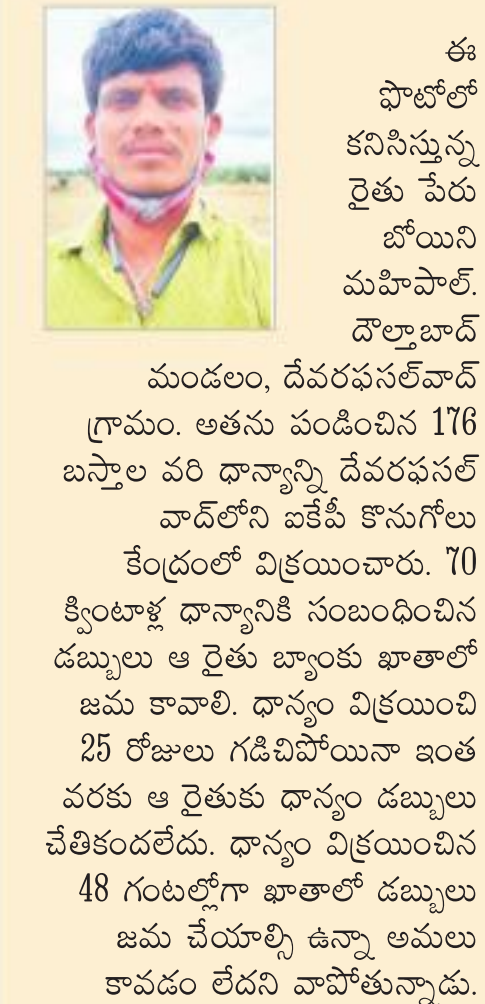 ఈ
ఫొటోలో
కనిసిస్తున్న
రైతు పేరు
బోయిని
మహిపాల్.
దౌల్తాబాద్
మండలం, దేవరఫసల్‌వాద్
గ్రామం. అతను పండించిన 176
బస్తాల వరి ధాన్యాన్ని దేవరఫసల్
వాద్‌లోని ఐకేపీ కొనుగోలు
కేంద్రంలో విక్రయించారు. 70
క్వింటాళ్ల ధాన్యానికి సంబంధించిన
డబ్బులు ఆ రైతు బ్యాంకు ఖాతాలో
జమ కావాలి. ధాన్యం విక్రయించి
25 రోజులు గడిచిపోయినా ఇంత
వరకు ఆ రైతుకు ధాన్యం డబ్బులు
చేతికందలేదు. ధాన్యం విక్రయించిన
48 గంటల్లోగా ఖాతాలో డబ్బులు
జమ చేయాల్సి ఉన్నా అమలు
కావడం లేదని వాపోతున్నాడు.